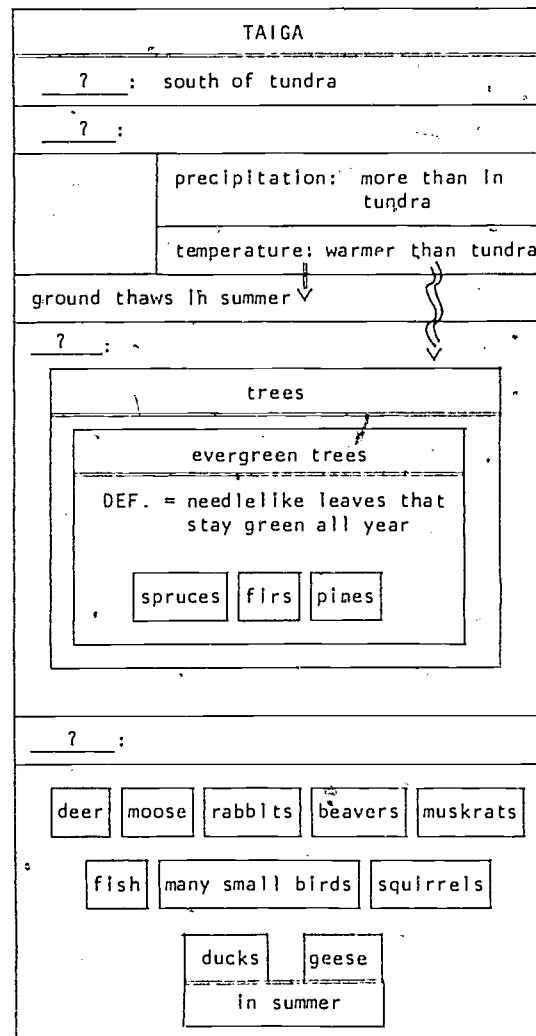 TAIGA
? : south of tundra
? :
precipitation: more than in
tundra
temperature: warmer than tundra
ground thaws in summer
? :
trees
evergreen trees
DEF. = needlelike leaves that
stay green all year
spruces firs pines
? :
deer moose rabbits beavers muskrats
fish many small birds squirrels
ducks geese
in summer